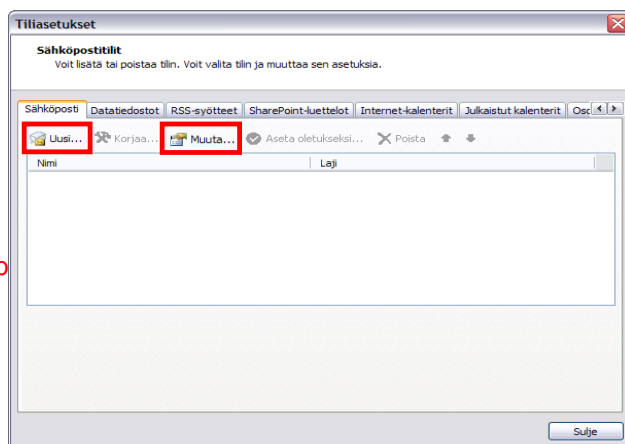 Tiliasetukset
Sähköpostitilit
Voit lisätä tai poistaa tilin. Voit valita tilin ja muuttaa sen asetuksia.
Sähköposti Datatiedostot RSS-syötteet SharePoint-luettelot Internet-kalenterit Julkaistut kalenterit Osc
Uusi... Korjaa... Muuta... Aseta oletukseksi... Poista
Nimi Laji
Sulje